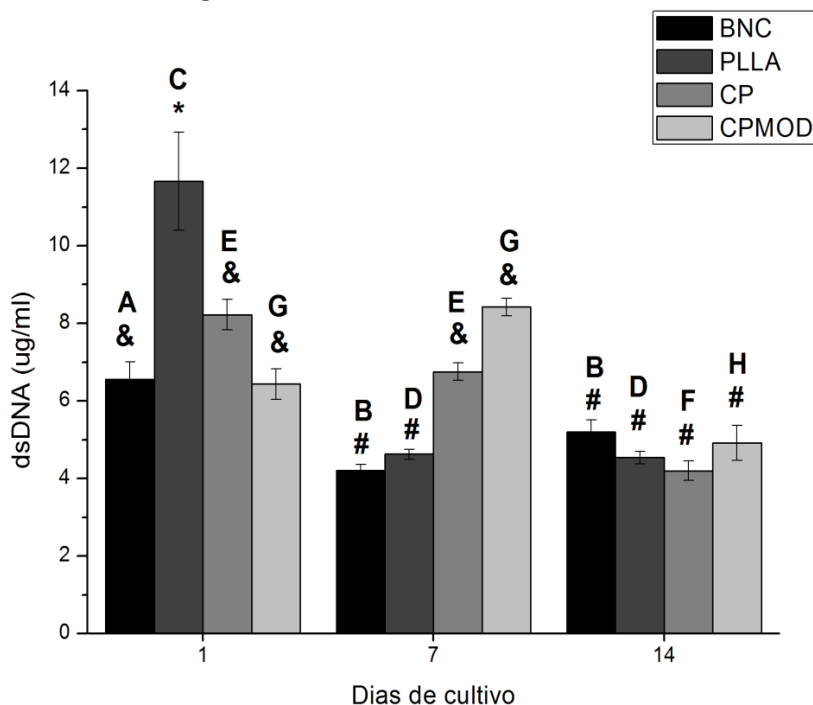 BNC
PLLA
CP
CPMOD
dsDNA (ug/ml)
14
12
10
8
6
4
2
0
A
&
C
*
E
&
G
&
B
#
D
#
E
&
G
&
B
#
D
#
F
#
H
#
1 7 14
Dias de cultivo